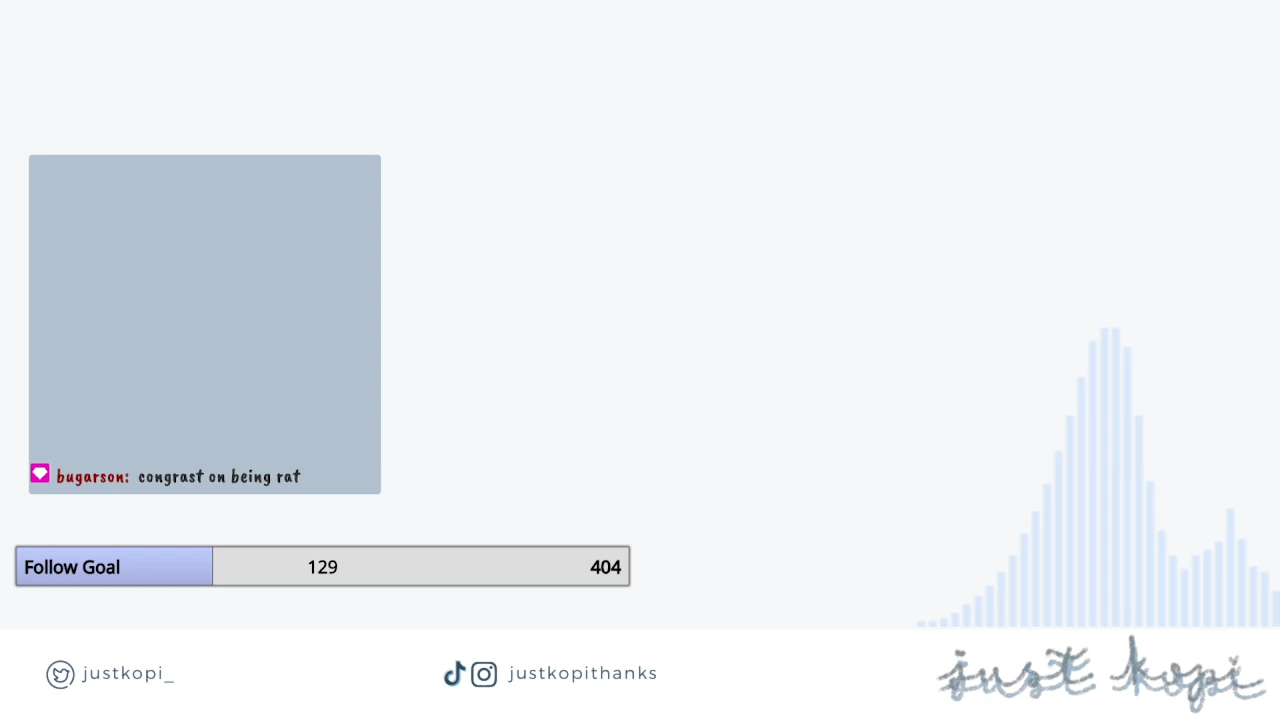 bugarson: congrast on being rat
Follow Goal 129 404
justkopi_ justkopithanks
just kopi